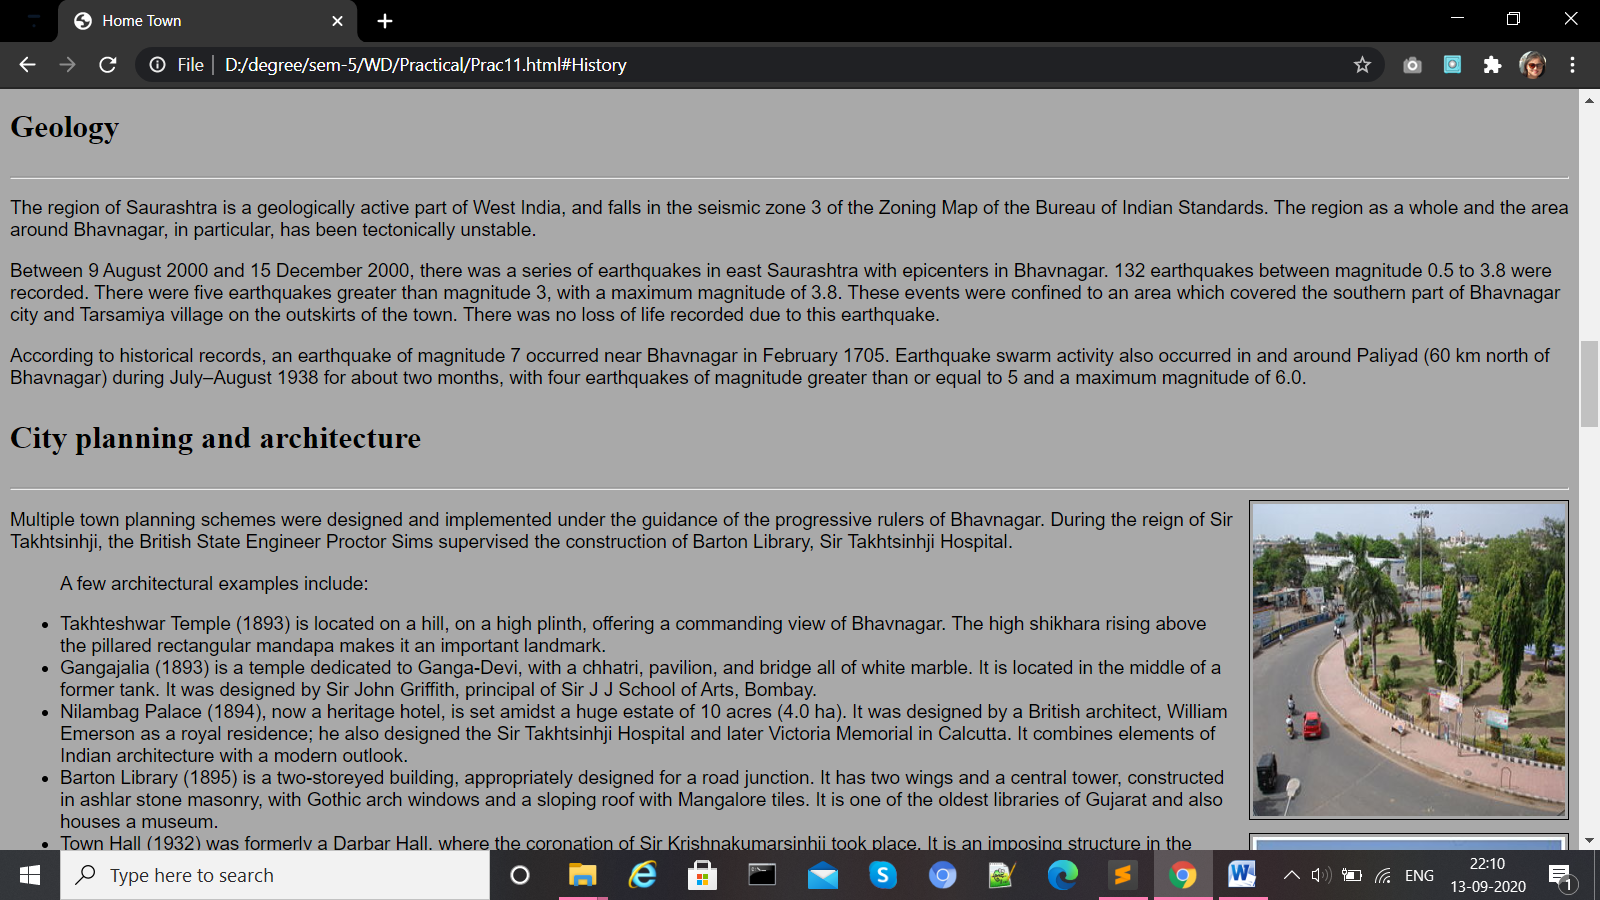 Home Town
File
D:/degree/sem-5/WD/Practical/Prac11.html#History
Geology
The region of Saurashtra is a geologically active part of West India, and falls in the seismic zone 3 of the Zoning Map of the Bureau of Indian Standards. The region as a whole and the area
around Bhavnagar, in particular, has been tectonically unstable.
Between 9 August 2000 and 15 December 2000, there was a series of earthquakes in east Saurashtra with epicenters in Bhavnagar. 132 earthquakes between magnitude 0.5 to 3.8 were
recorded. There were five earthquakes greater than magnitude 3, with a maximum magnitude of 3.8. These events were confined to an area which covered the southern part of Bhavnagar
city and Tarsamiya village on the outskirts of the town. There was no loss of life recorded due to this earthquake.
According to historical records, an earthquake of magnitude 7 occurred near Bhavnagar in February 1705. Earthquake swarm activity also occurred in and around Paliyad (60 km north of
Bhavnagar) during July–August 1938 for about two months, with four earthquakes of magnitude greater than or equal to 5 and a maximum magnitude of 6.0.
City planning and architecture
Multiple town planning schemes were designed and implemented under the guidance of the progressive rulers of Bhavnagar. During the reign of Sir
Takhtsinhji, the British State Engineer Proctor Sims supervised the construction of Barton Library, Sir Takhtsinhji Hospital.
A few architectural examples include:
• Takhteshwar Temple (1893) is located on a hill, on a high plinth, offering a commanding view of Bhavnagar. The high shikhara rising above
the pillared rectangular mandapa makes it an important landmark.
• Gangajalia (1893) is a temple dedicated to Ganga-Devi, with a chhatri, pavilion, and bridge all of white marble. It is located in the middle of a
former tank. It was designed by Sir John Griffith, principal of Sir J J School of Arts, Bombay.
• Nilambag Palace (1894), now a heritage hotel, is set amidst a huge estate of 10 acres (4.0 ha). It was designed by a British architect, William
Emerson as a royal residence; he also designed the Sir Takhtsinhji Hospital and later Victoria Memorial in Calcutta. It combines elements of
Indian architecture with a modern outlook.
• Barton Library (1895) is a two-storeyed building, appropriately designed for a road junction. It has two wings and a central tower, constructed
in ashlar stone masonry, with Gothic arch windows and a sloping roof with Mangalore tiles. It is one of the oldest libraries of Gujarat and also
houses a museum.
• Town Hall (1932) was formerly a Darbar Hall, where the coronation of Sir Krishnakumarsinhji took place. It is an imposing structure in the
Type here to search
ENG
22:10
13-09-2020
1